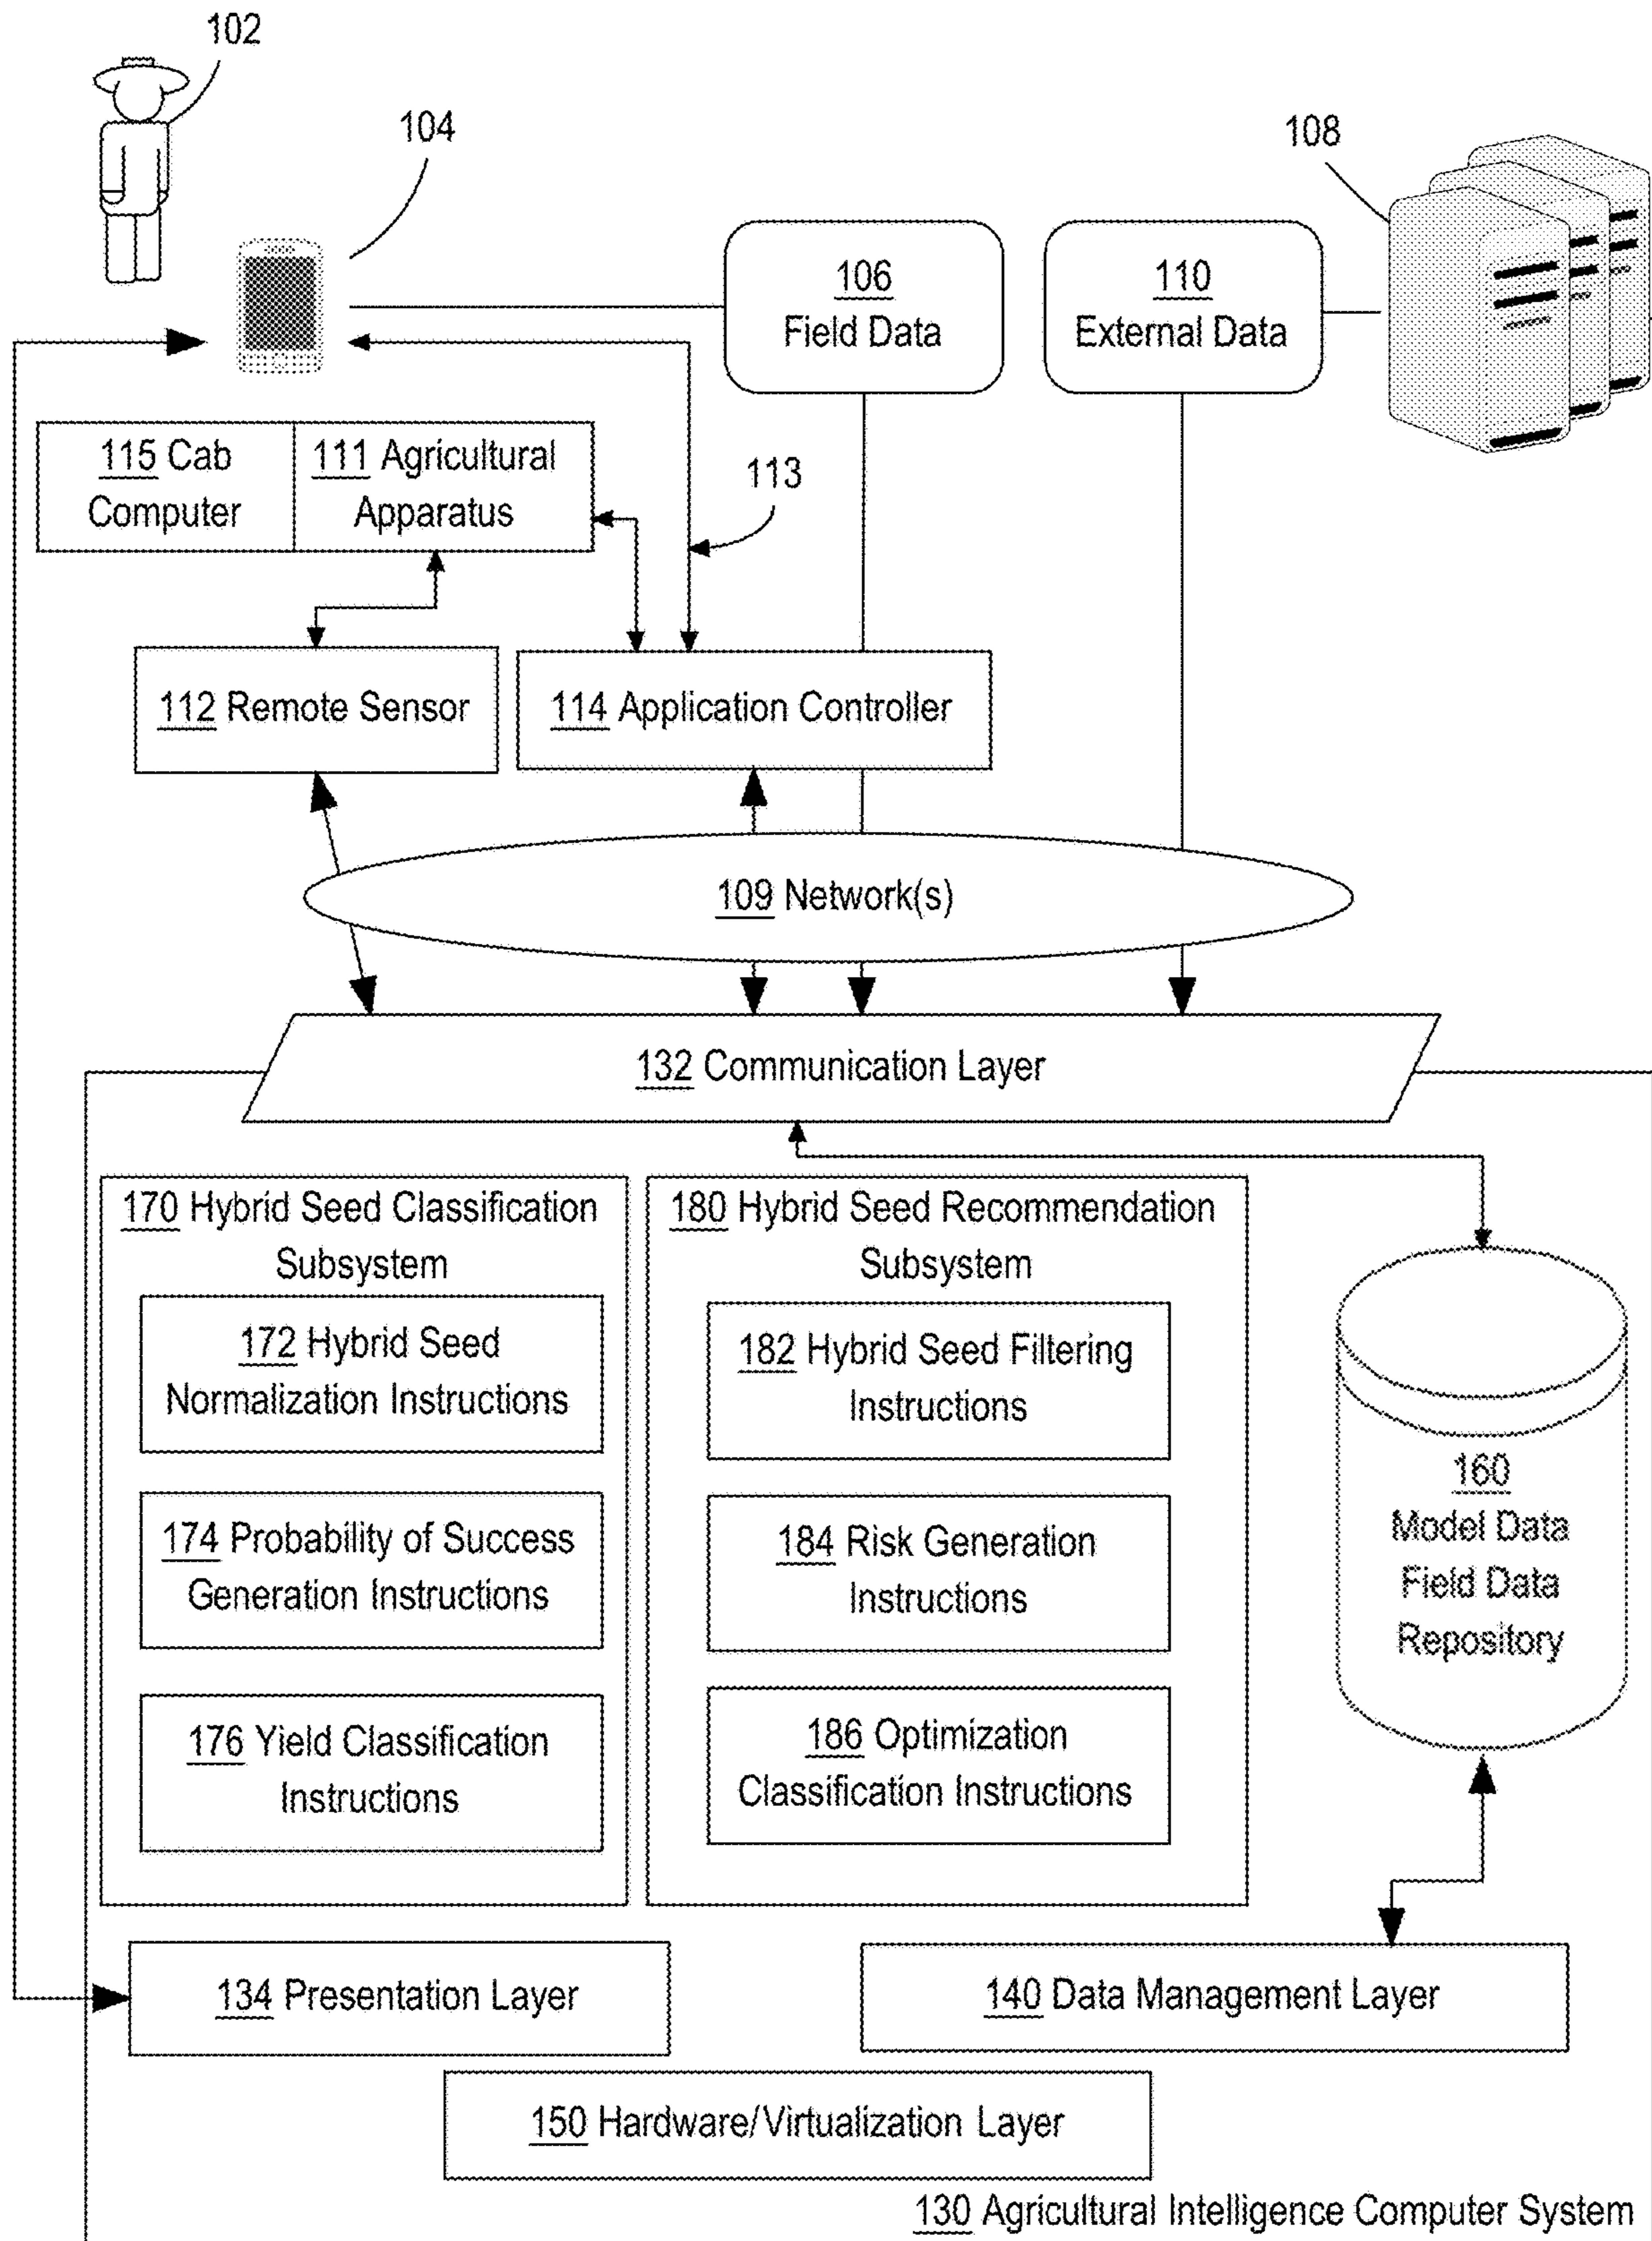 102
104
108
106
Field Data
110
External Data
115 Cab
Computer
111 Agricultural
Apparatus
113
112 Remote Sensor
114 Application Controller
109 Network(s)
132 Communication Layer
170 Hybrid Seed Classification
Subsystem
172 Hybrid Seed
Normalization Instructions
174 Probability of Success
Generation Instructions
176 Yield Classification
Instructions
180 Hybrid Seed Recommendation
Subsystem
182 Hybrid Seed Filtering
Instructions
184 Risk Generation
Instructions
186 Optimization
Classification Instructions
160
Model Data
Field Data
Repository
134 Presentation Layer
140 Data Management Layer
150 Hardware/Virtualization Layer
130 Agricultural Intelligence Computer System